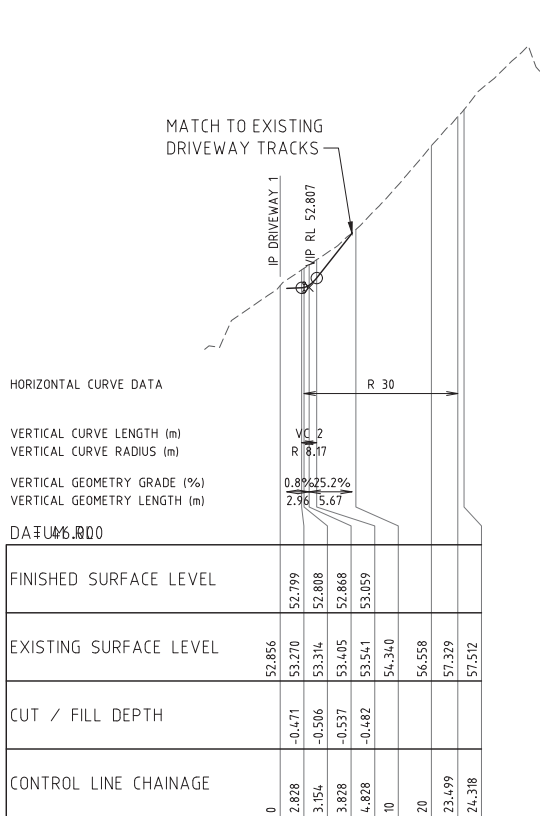 MATCH TO EXISTING
DRIVEWAY TRACKS
IP DRIVEWAY 1
VIP RL 52.807
HORIZONTAL CURVE DATA
R 30
VERTICAL CURVE LENGTH (m)
VC 2
VERTICAL CURVE RADIUS (m)
R 8.17
VERTICAL GEOMETRY GRADE (%)
0.8% 25.2%
VERTICAL GEOMETRY LENGTH (m)
2.96 5.67
FINISHED SURFACE LEVEL
52.799 52.808 52.868 53.059
EXISTING SURFACE LEVEL
52.856 53.270 53.314 53.405 53.541 54.340 56.558 57.329 57.512
CUT / FILL DEPTH
-0.471 -0.506 -0.537 -0.482
CONTROL LINE CHAINAGE
0 2.828 3.154 3.828 4.828 10 20 23.499 24.318